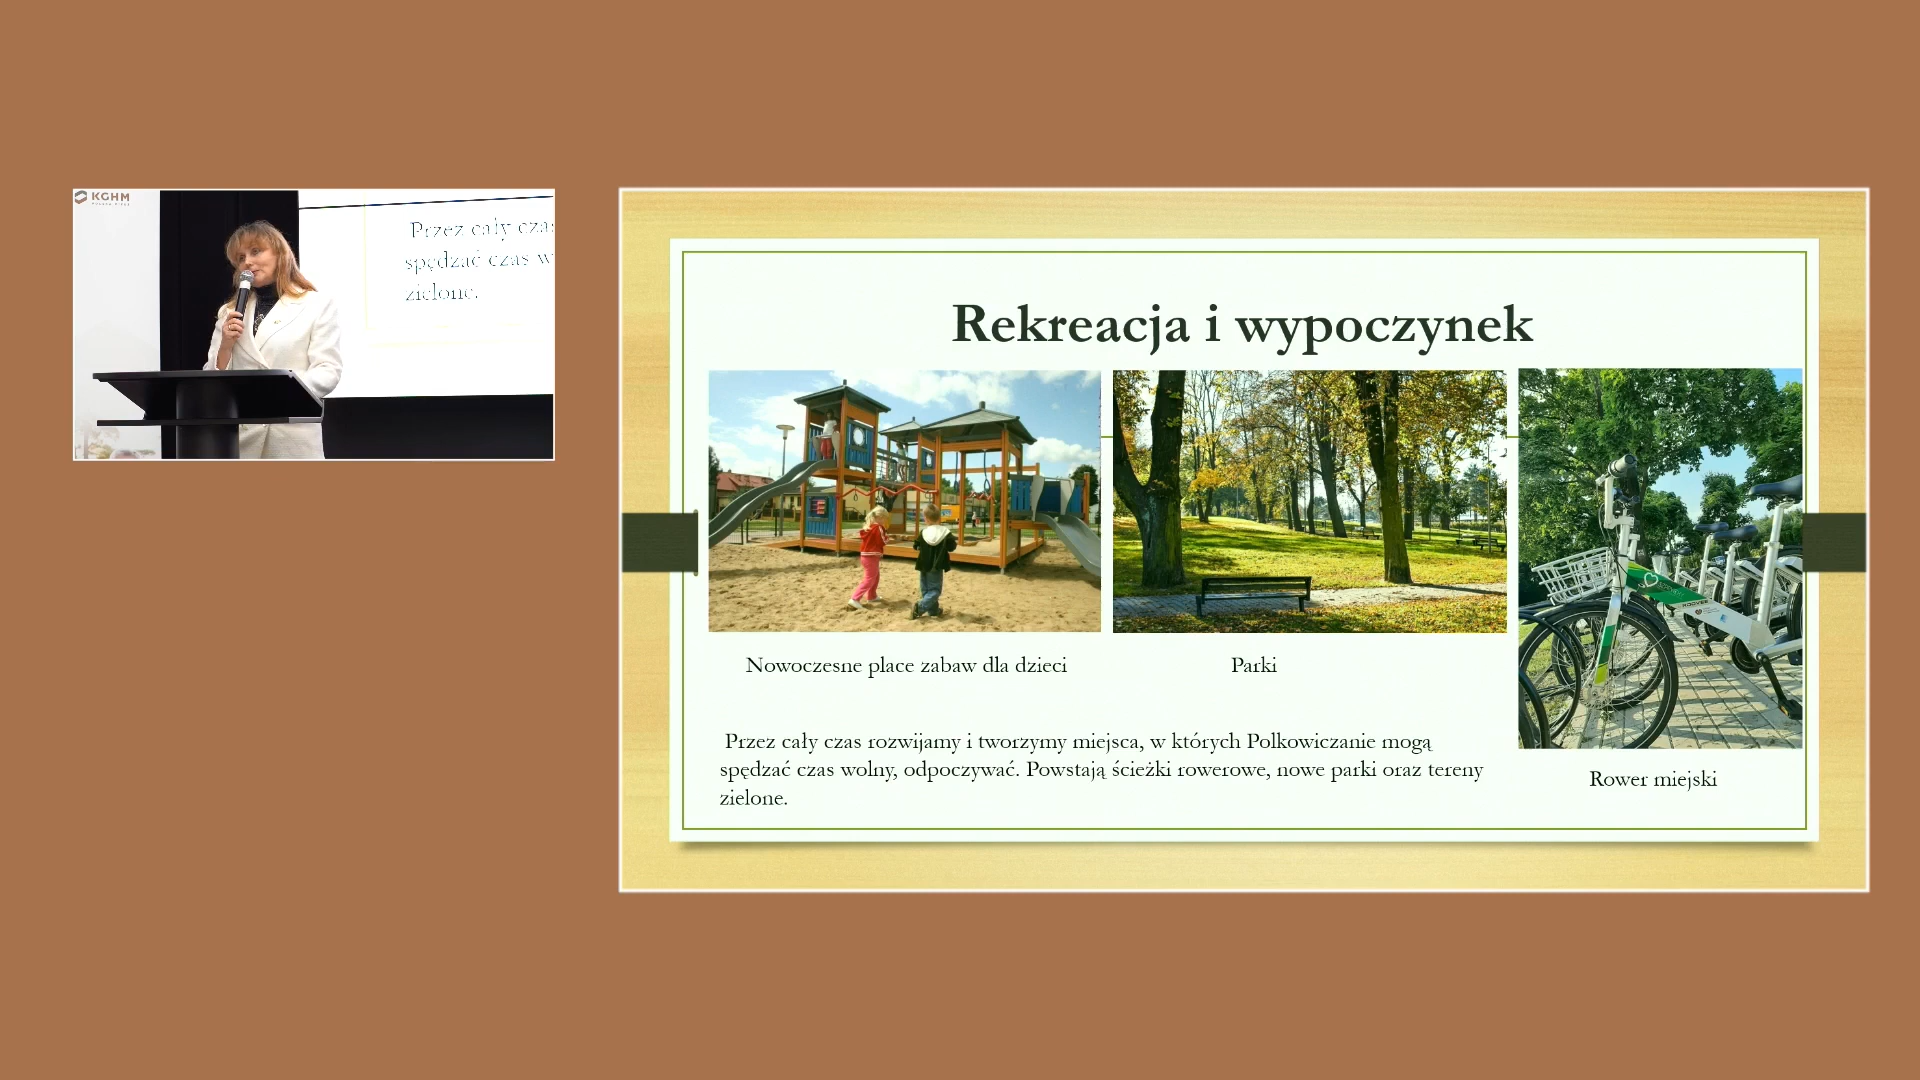 KGHM
Przez cały
spędzać czas w
zielone.
Rekreacja i wypoczynek
Nowoczesne place zabaw dla dzieci
Parki
Rower miejski
Przez cały czas rozwijamy i tworzymy miejsca, w których Polkowiczanie mogą
spędzać czas wolny, odpoczywać. Powstają ścieżki rowerowe, nowe parki oraz tereny
zielone.